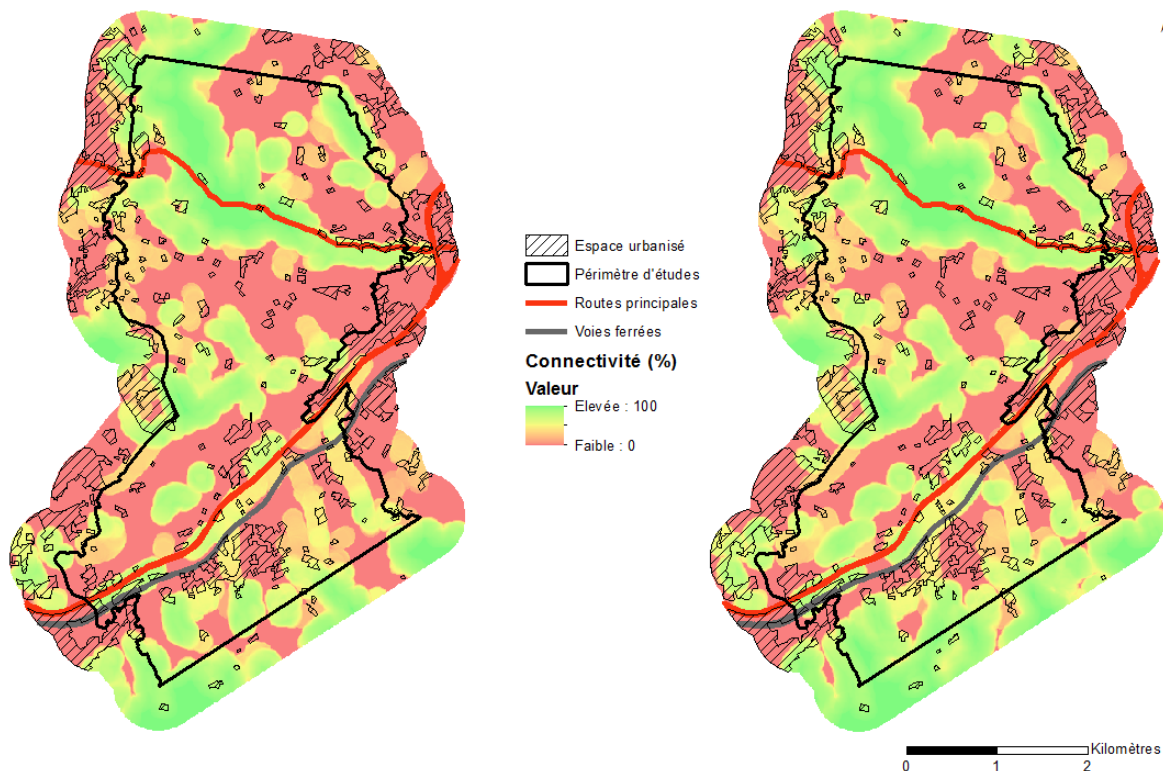 Espace urbanisé
Périmètre d'études
Routes principales
Voies ferrées
Connectivité (%)
Valeur
Elevée : 100
Faible : 0
Kilomètres
0 1 2